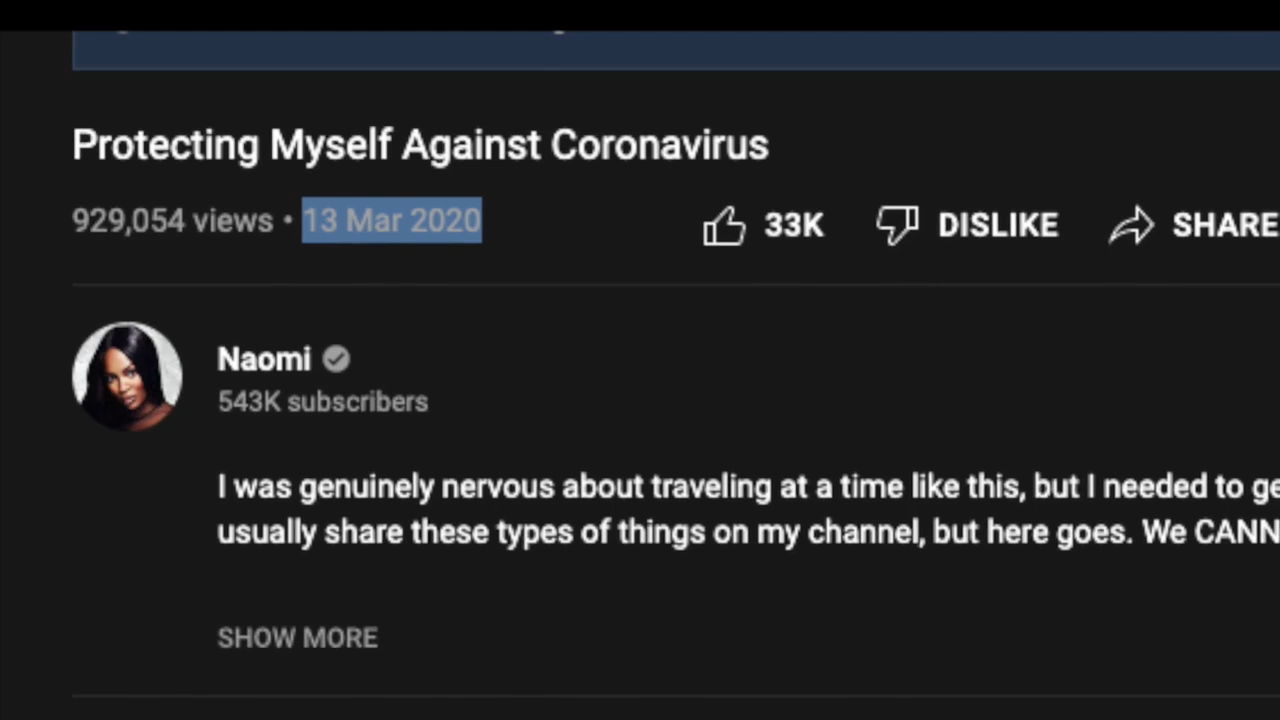 Protecting Myself Against Coronavirus
929,054 views • 13 Mar 2020
33K DISLIKE SHARE
Naomi
543K subscribers
I was genuinely nervous about traveling at a time like this, but I needed to
usually share these types of things on my channel, but here goes. We
SHOW MORE